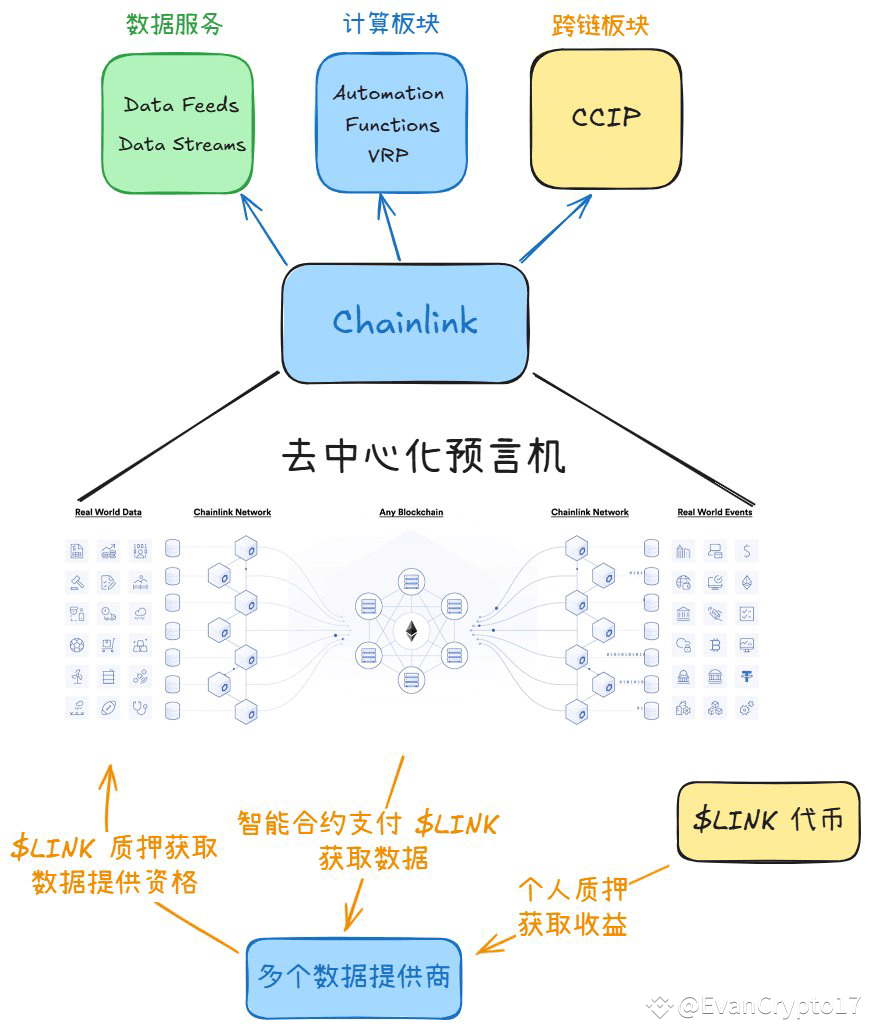 数据服务
计算板块
跨链板块
Data Feeds
Data Streams
Automation
Functions
VRP
CCIP
Chainlink
去中心化预言机
Real World Data
Chainlink Network
Any Blockchain
Chainlink Network
Real World Events
$LINK 质押获取
数据提供资格
智能合约支付 $LINK
获取数据
$LINK 代币
个人质押
获取收益
多个数据提供商
@EvanCrypto17